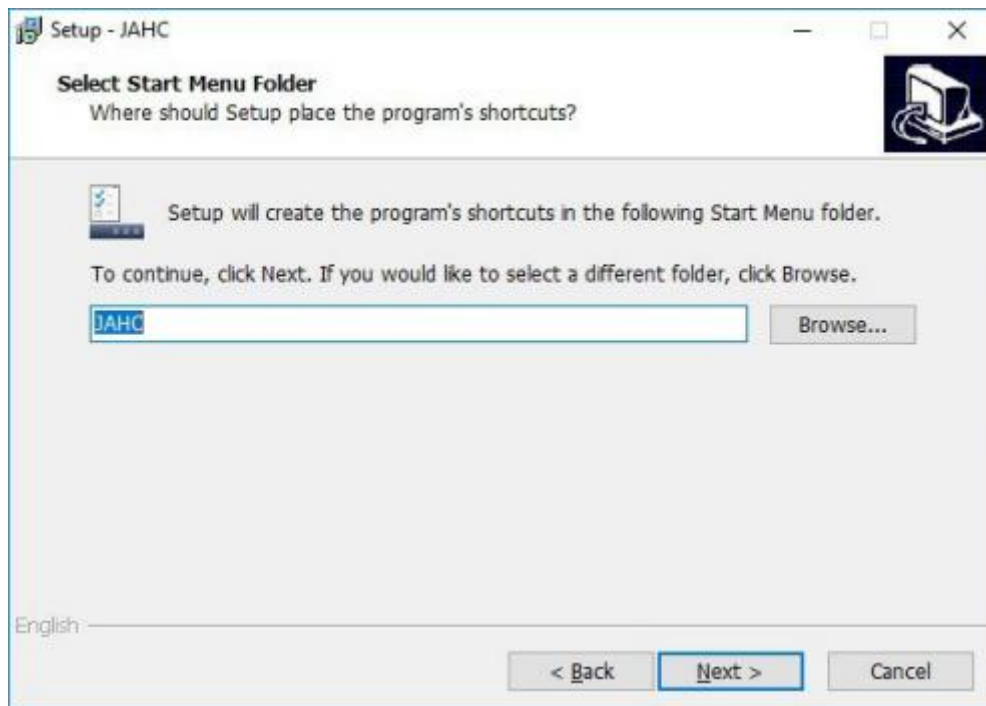 Setup - JAHC
Select Start Menu Folder
Where should Setup place the program's shortcuts?
Setup will create the program's shortcuts in the following Start Menu folder.
To continue, click Next. If you would like to select a different folder, click Browse.
JAHC
Browse...
English
< Back
Next >
Cancel